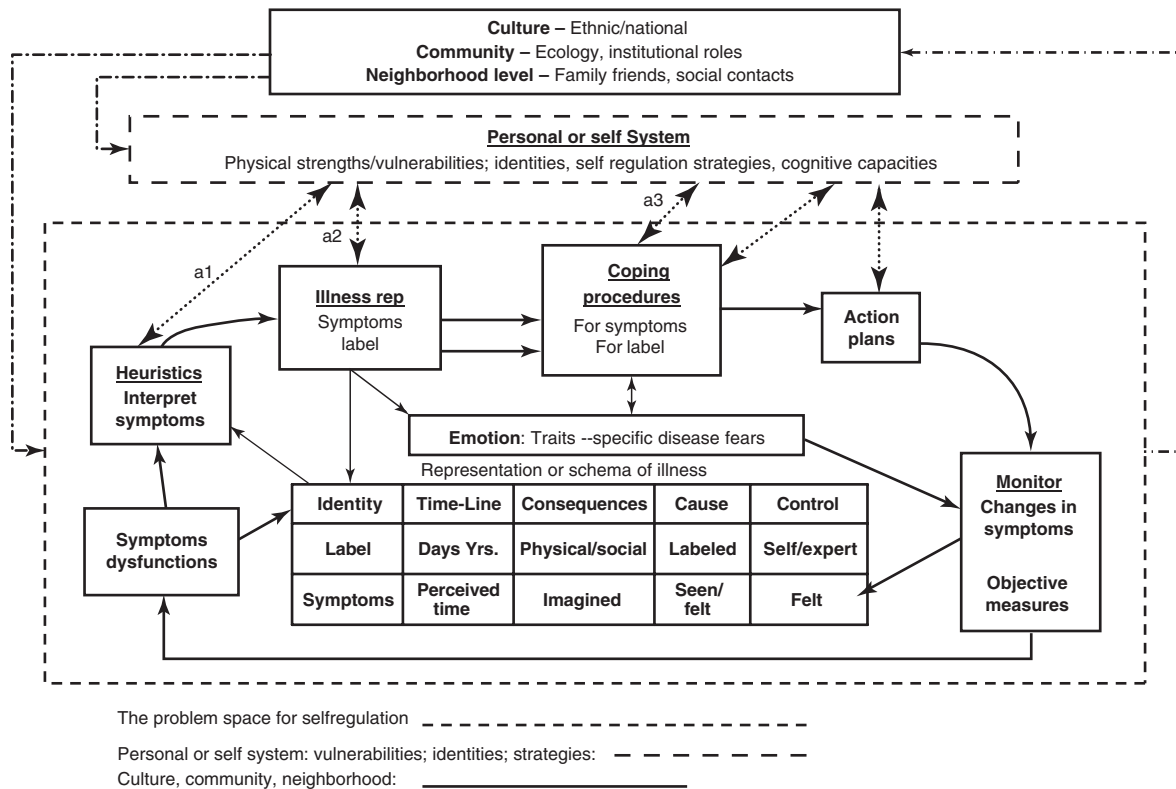 Culture – Ethnic/national
Community – Ecology, institutional roles
Neighborhood level – Family friends, social contacts
Personal or self System
Physical strengths/vulnerabilities; identities, self regulation strategies, cognitive capacities
a1
a2
a3
Illness rep
Symptoms
label
Coping
procedures
For symptoms
For label
Action
plans
Heuristics
Interpret
symptoms
Emotion: Traits --specific disease fears
Representation or schema of illness
Symptoms
dysfunctions
Identity Time-Line Consequences Cause Control
Label Days Yrs. Physical/social Labeled Self/expert
Symptoms Perceived time Imagined Seen/ felt Felt
Monitor
Changes in
symptoms
Objective
measures
The problem space for selfregulation
Personal or self system: vulnerabilities; identities; strategies:
Culture, community, neighborhood: